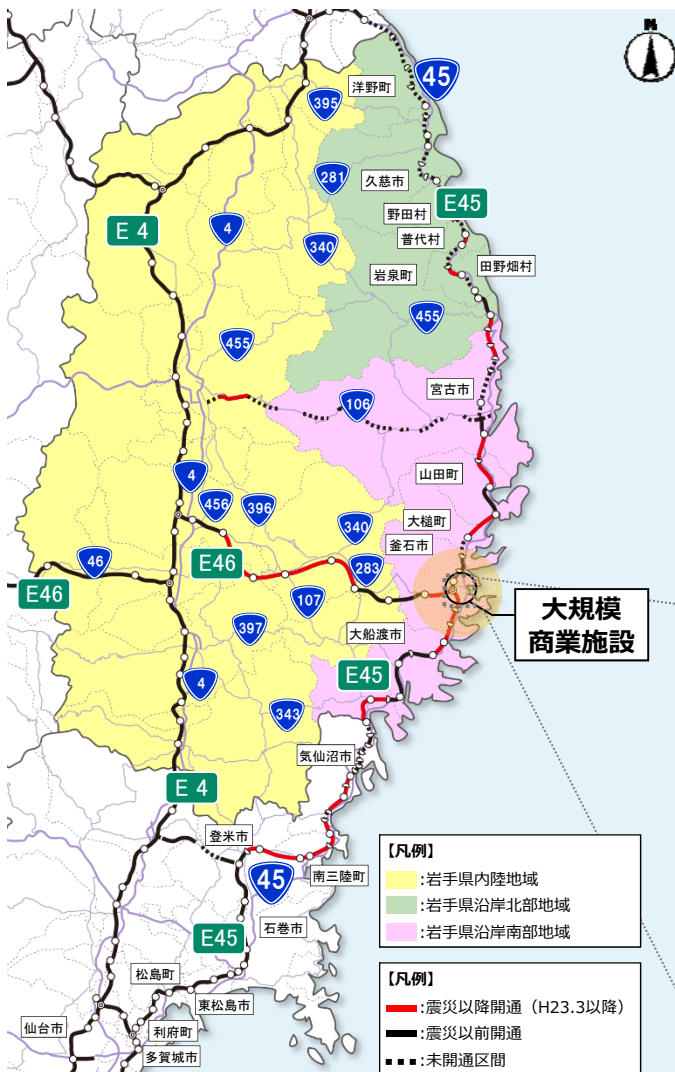 N
洋野町
45
395
久慈市
281
野田村
E45
E 4
4
普代村
340
田野畑村
岩泉町
455
455
宮古市
106
山田町
4
456
396
大槌町
340
釜石市
46
E46
283
E46
107
大規模
商業施設
397
大船渡市
E45
4
343
気仙沼市
E 4
登米市
45
南三陸町
石巻市
E45
松島町
東松島市
仙台市
利府町
多賀城市
【凡例】
:岩手県内陸地域
:岩手県沿岸北部地域
:岩手県沿岸南部地域
【凡例】
:震災以降開通（H23.3以降）
:震災以前開通
:未開通区間